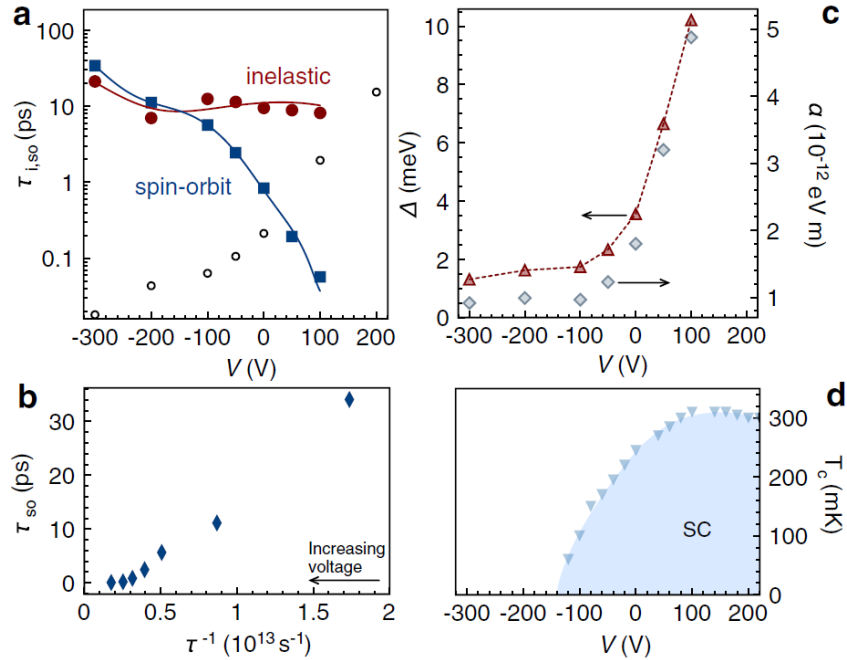 a
100
10
1
0.1
τ i,so (ps)
inelastic
spin-orbit
-300 -200 -100 0 100 200
V (V)
c
10
8
6
4
2
0
Δ (meV)
5
4
3
2
1
α (10⁻¹² eV m)
-300 -200 -100 0 100 200
V (V)
b
30
20
10
0
τ so (ps)
Increasing
voltage
0 0.5 1 1.5 2
τ⁻¹ (10¹³ s⁻¹)
d
300
200
100
0
T c (mK)
SC
-300 -200 -100 0 100 200
V (V)